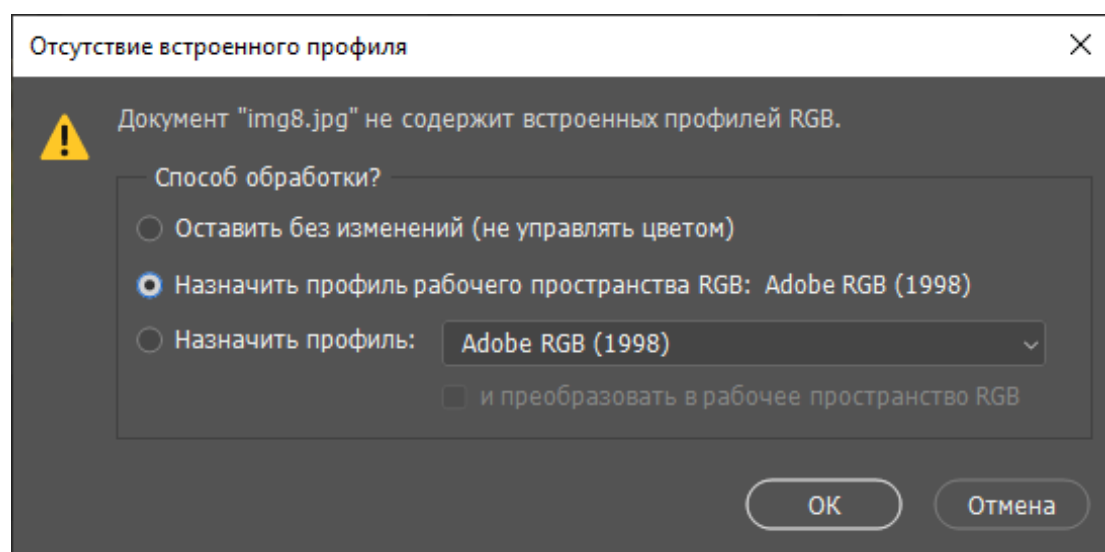 Отсутствие встроенного профиля
Документ "img8.jpg" не содержит встроенных профилей RGB.
Способ обработки?
Оставить без изменений (не управлять цветом)
Назначить профиль рабочего пространства RGB: Adobe RGB (1998)
Назначить профиль: Adobe RGB (1998)
и преобразовать в рабочее пространство RGB
ОК Отмена